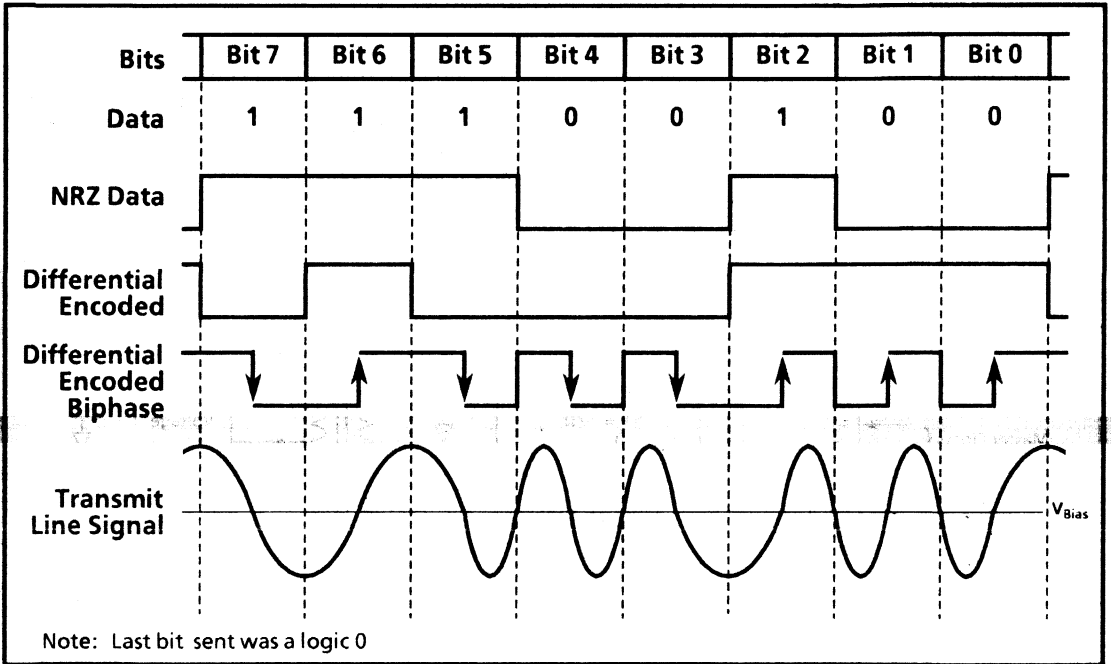 Bits Bit 7 Bit 6 Bit 5 Bit 4 Bit 3 Bit 2 Bit 1 Bit 0
Data 1 1 1 0 0 1 0 0
NRZ Data
Differential
Encoded
Differential
Encoded
Biphase
Transmit
Line Signal
VBias
Note: Last bit sent was a logic 0